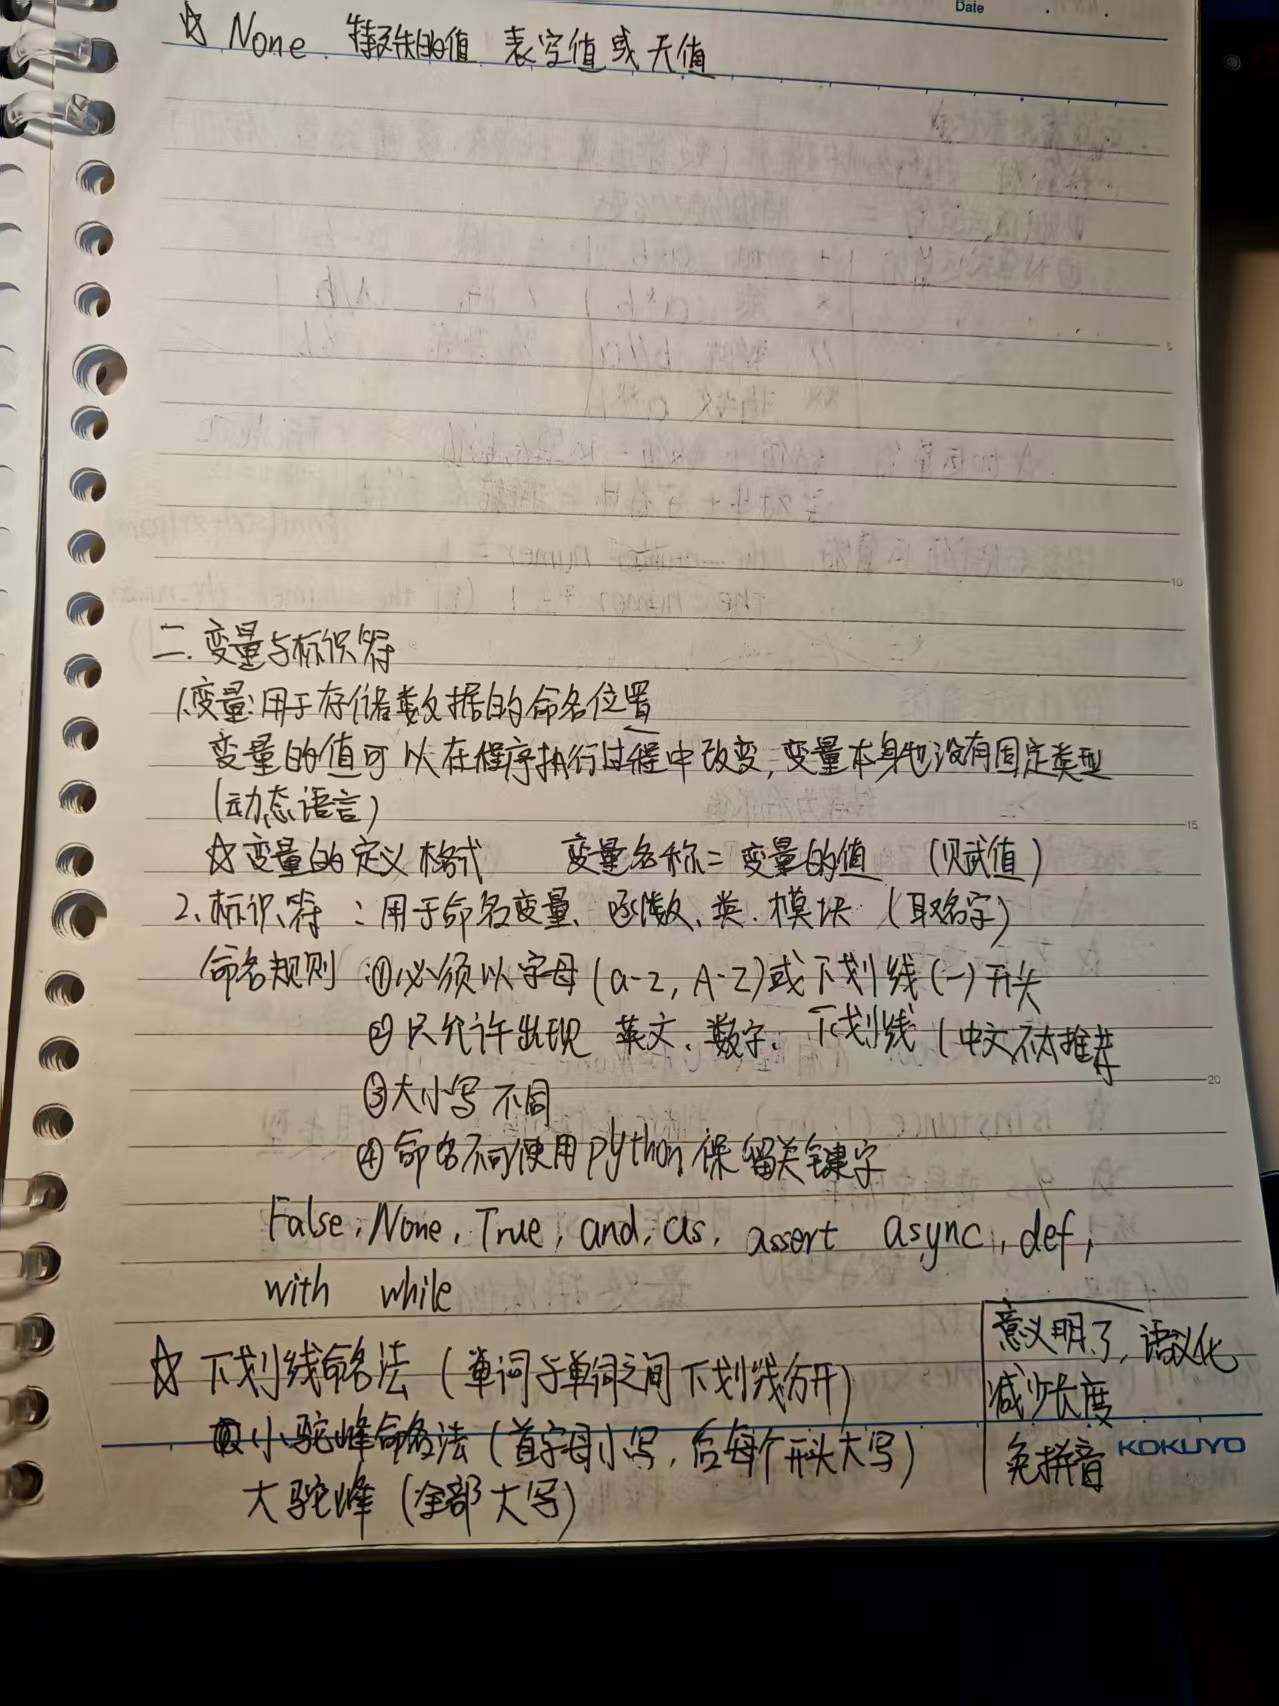 Date
☆ None 特殊的值 表空值或无值
二.变量与标识符
1.变量:用于存储数据的命名位置
变量的值可以在程序执行过程中改变,变量本身也没有固定类型
(动态语言)
☆变量的定义格式 变量名称=变量的值 (赋值)
2.标识符:用于命名变量、函数、类.模块 (取名字)
命名规则:①必须以字母(a-z, A-Z)或下划线(-)开头
②只允许出现 英文.数字.下划线 (中文不太推荐
③大小写不同
④命名不可使用python保留关键字
False, None, True, and, as, assert async, def,
with while
☆ 下划线命名法 (单词与单词之间下划线分开)
小驼峰命名法 (首字母小写,后每个开头大写)
大驼峰 (全部大写)
意义明了,语义化
减少长度
免拼音
KOKUYO
10
15
20